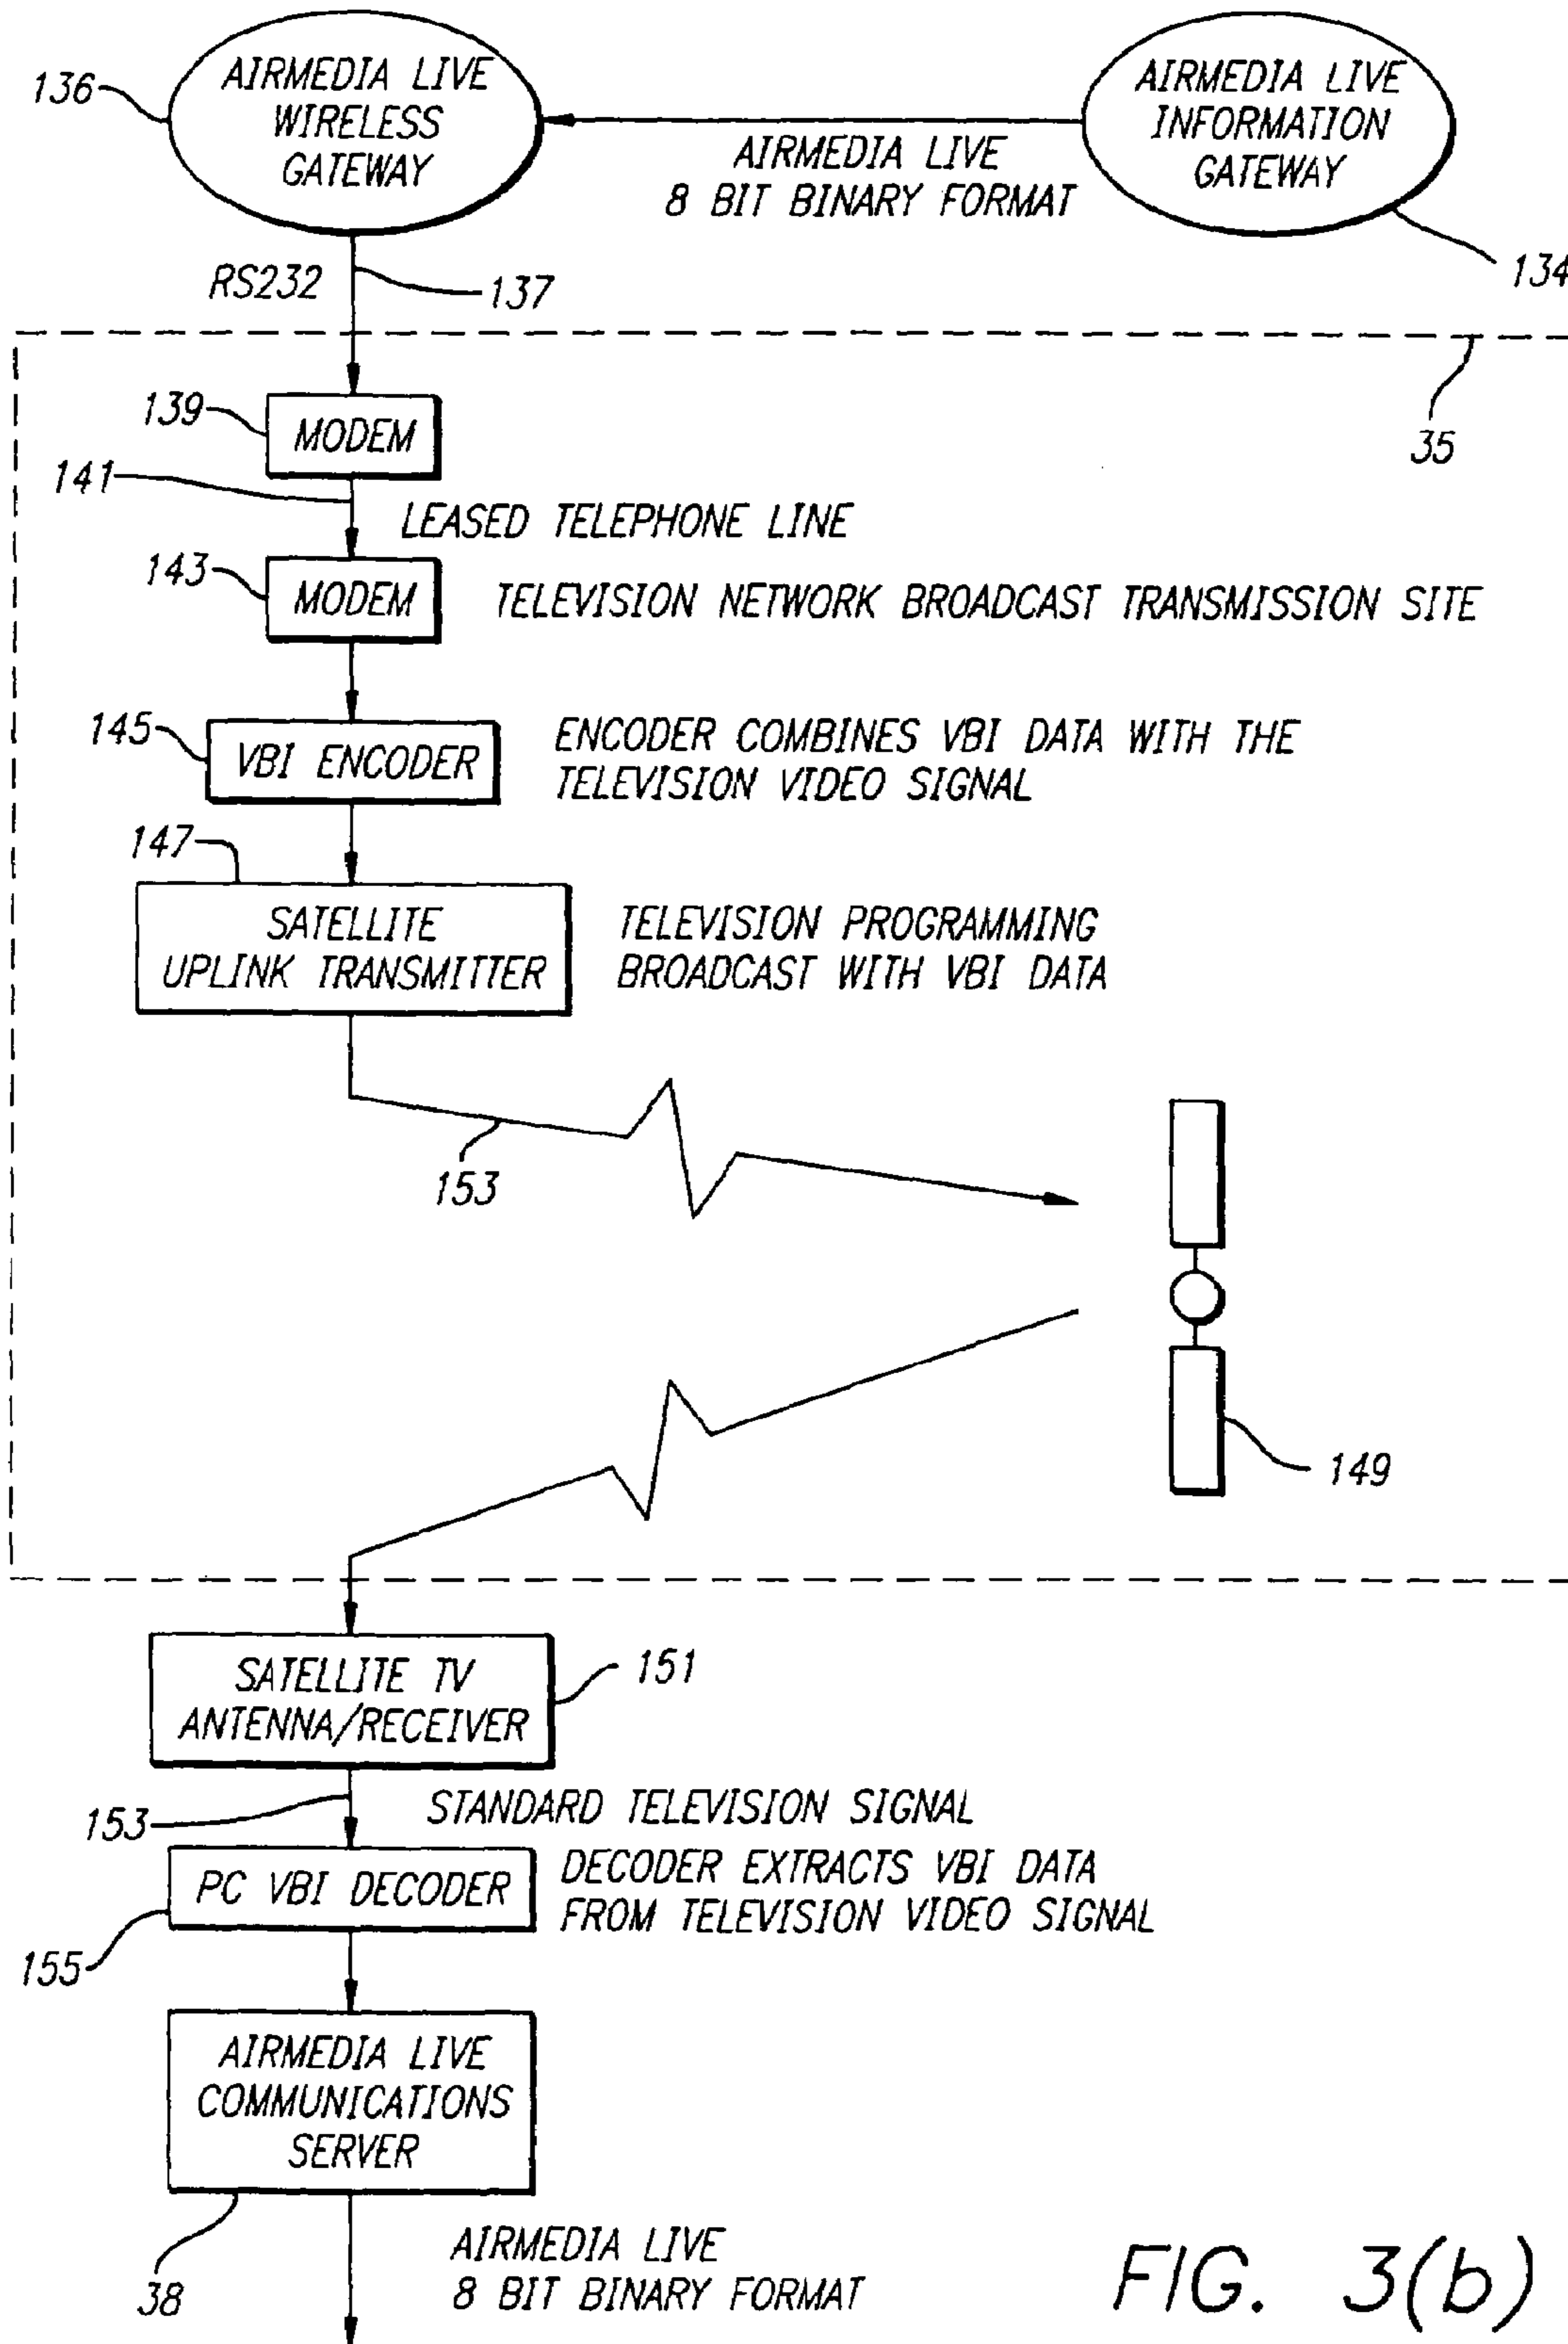 136
AIRMEDIA LIVE
WIRELESS
GATEWAY
AIRMEDIA LIVE
8 BIT BINARY FORMAT
AIRMEDIA LIVE
INFORMATION
GATEWAY
134
RS232
137
35
139
MODEM
141
LEASED TELEPHONE LINE
143
MODEM
TELEVISION NETWORK BROADCAST TRANSMISSION SITE
145
VBI ENCODER
ENCODER COMBINES VBI DATA WITH THE
TELEVISION VIDEO SIGNAL
147
SATELLITE
UPLINK TRANSMITTER
TELEVISION PROGRAMMING
BROADCAST WITH VBI DATA
153
149
SATELLITE TV
ANTENNA/RECEIVER
151
153
STANDARD TELEVISION SIGNAL
PC VBI DECODER
DECODER EXTRACTS VBI DATA
FROM TELEVISION VIDEO SIGNAL
155
AIRMEDIA LIVE
COMMUNICATIONS
SERVER
38
AIRMEDIA LIVE
8 BIT BINARY FORMAT
FIG. 3(b)